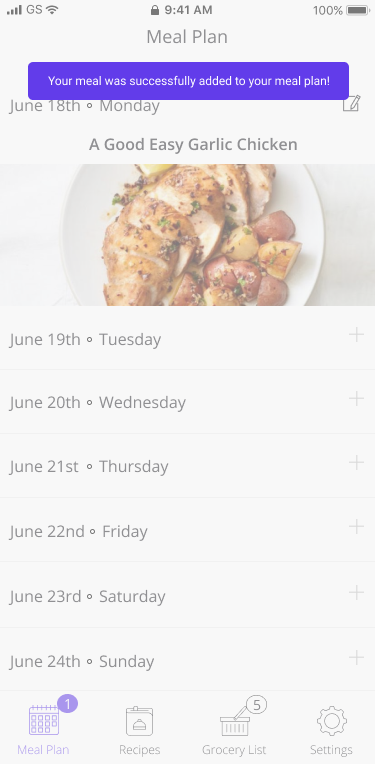 GS 9:41 AM 100%
Meal Plan
Your meal was successfully added to your meal plan!
June 18th ∘ Monday
A Good Easy Garlic Chicken
June 19th ∘ Tuesday
June 20th ∘ Wednesday
June 21st ∘ Thursday
June 22nd ∘ Friday
June 23rd ∘ Saturday
June 24th ∘ Sunday
1 5
Meal Plan Recipes Grocery List Settings